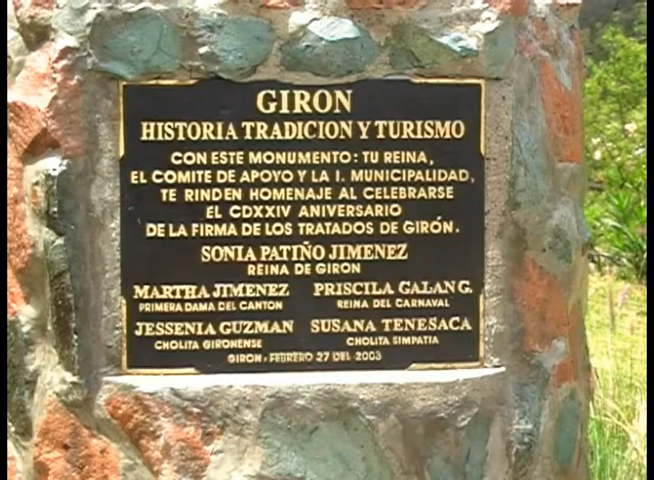 GIRON
HISTORIA TRADICION Y TURISMO
CON ESTE MONUMENTO: TU REINA,
EL COMITE DE APOYO Y LA I. MUNICIPALIDAD,
TE RINDEN HOMENAJE AL CELEBRARSE
EL CDXXIV ANIVERSARIO
DE LA FIRMA DE LOS TRATADOS DE GIRÓN.
SONIA PATIÑO JIMENEZ
REINA DE GIRON
MARTHA JIMENEZ PRISCILA GALAN G.
PRIMERA DAMA DEL CANTON REINA DEL CARNAVAL
JESSENIA GUZMAN SUSANA TENESACA
CHOLITA GIRONENSE CHOLITA SIMPATIA
GIRON, FEBRERO 27 DEL 2003